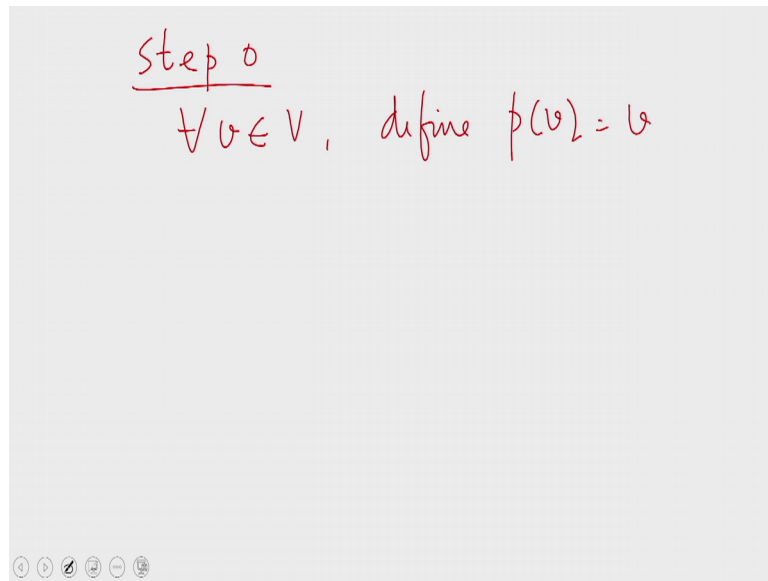 Step 0
∀ v ∈ V, define p(v) = v